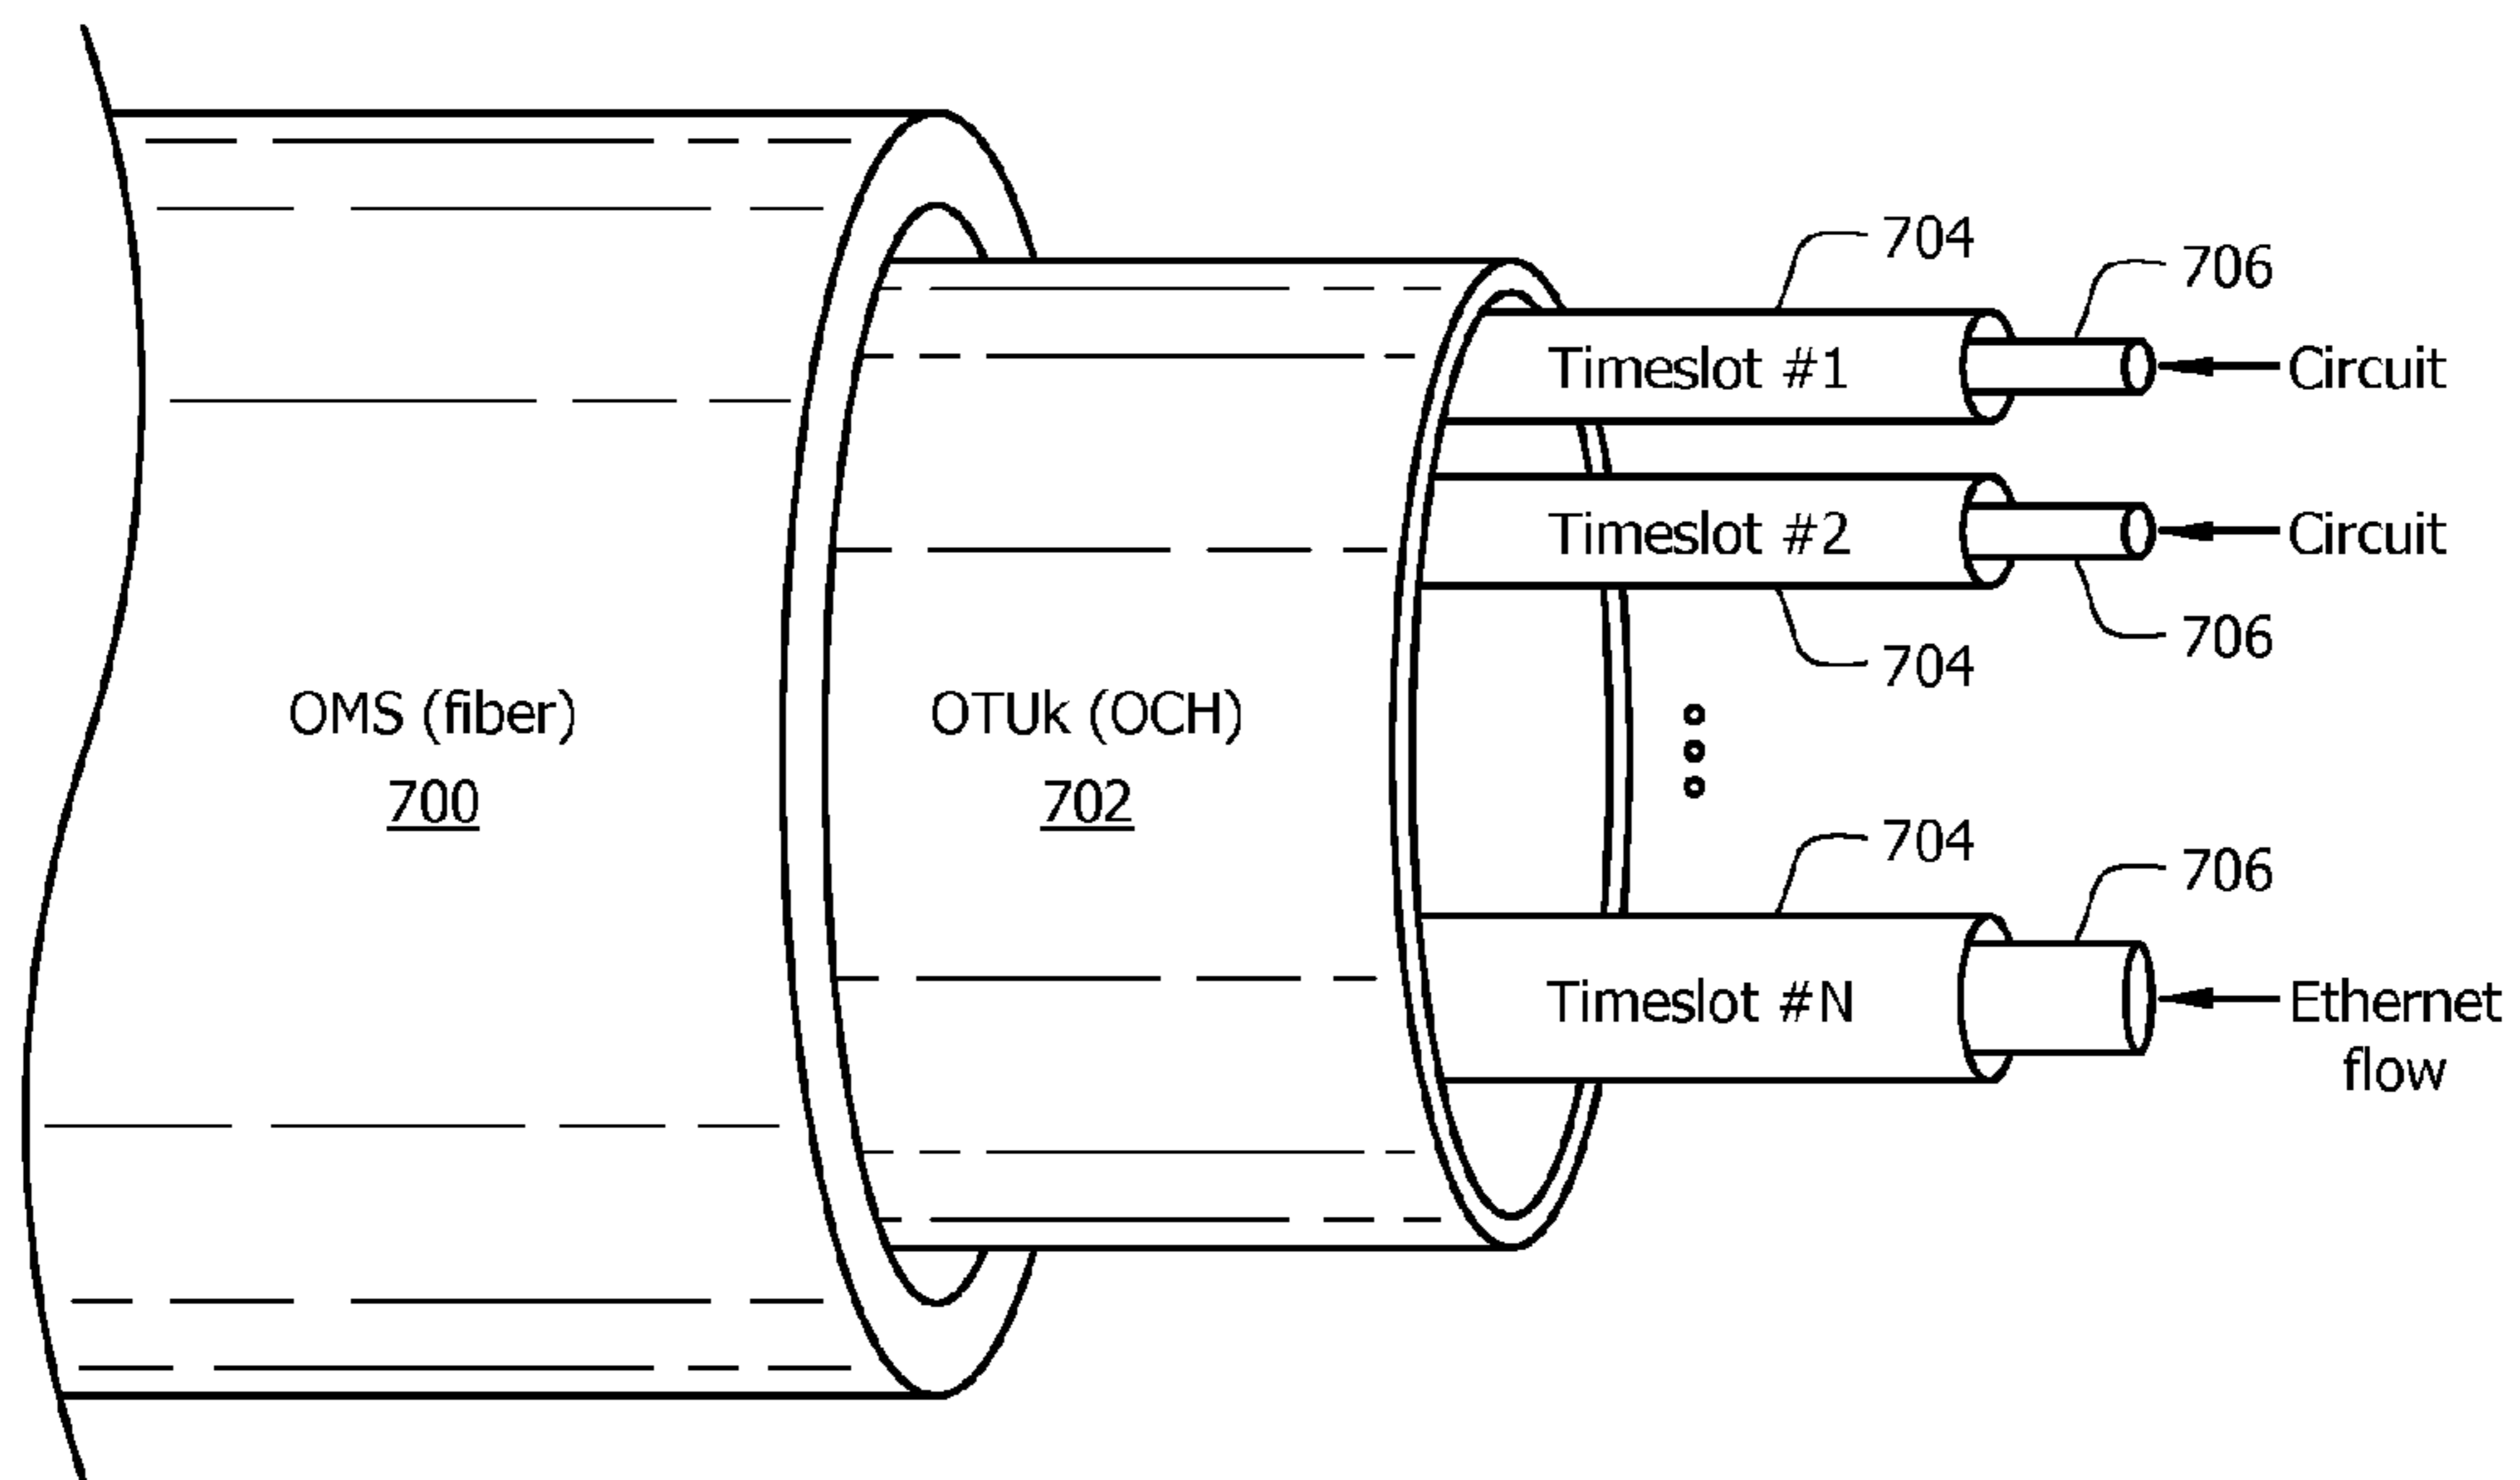 704
706
Timeslot #1
Circuit
Timeslot #2
Circuit
706
704
OMS (fiber)
700
OTUk (OCH)
702
704
706
Timeslot #N
Ethernet
flow